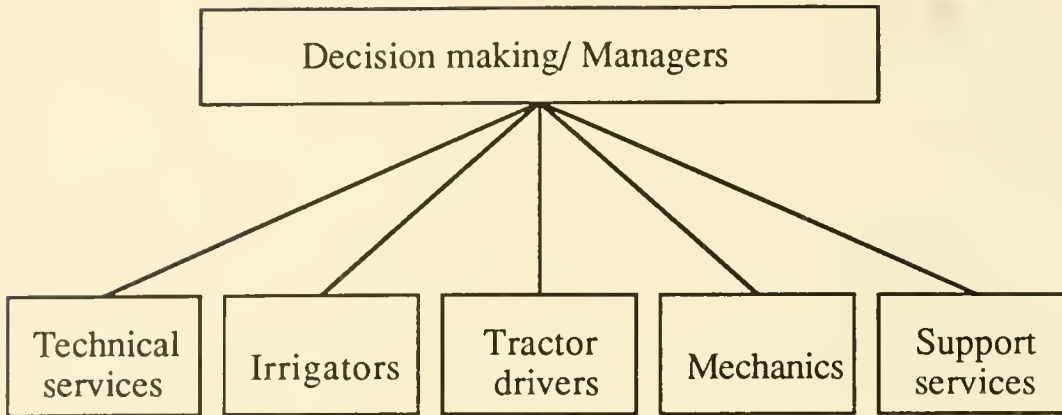 Decision making/ Managers
Technical
services
Irrigators
Tractor
drivers
Mechanics
Support
services